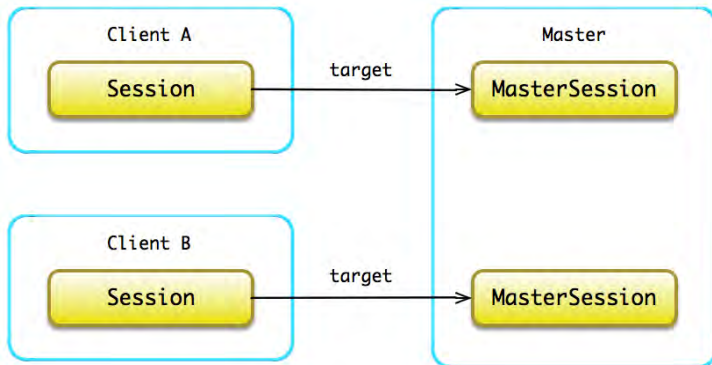 Client A
Session
target
Master
MasterSession
Client B
Session
target
MasterSession